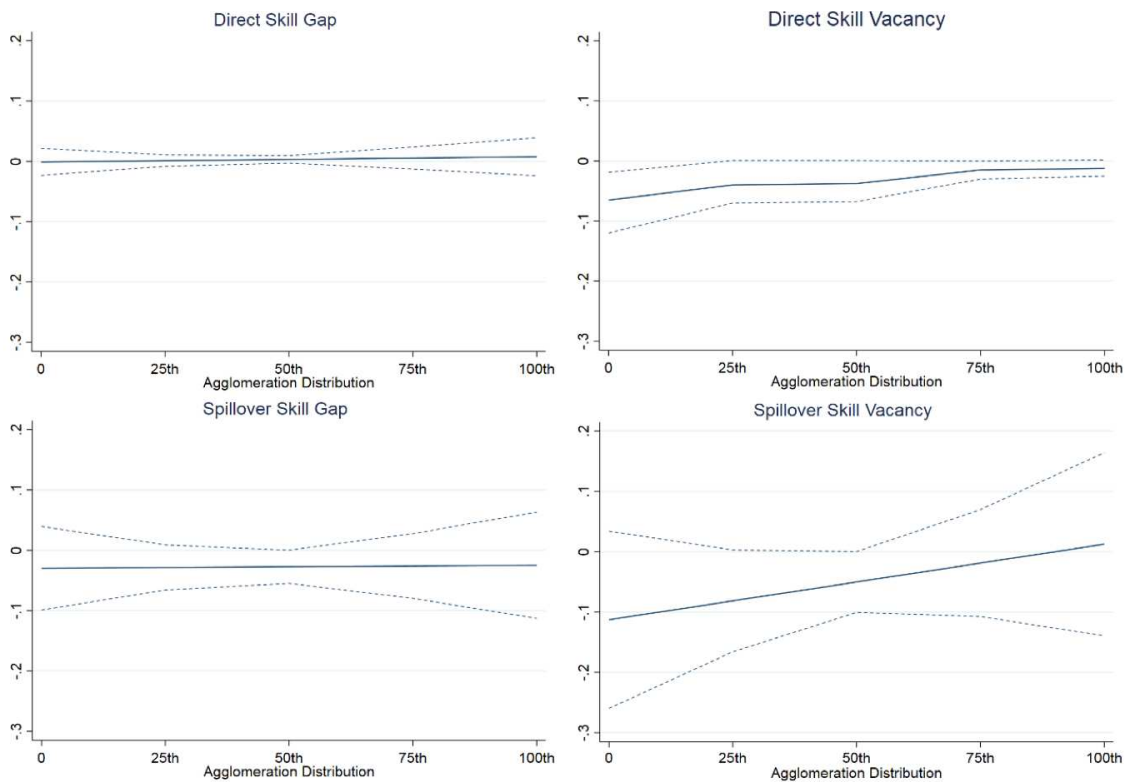 Direct Skill Gap
.2
.1
0
-.1
-.2
-.3
0 25th 50th 75th 100th
Agglomeration Distribution
Direct Skill Vacancy
.2
.1
0
-.1
-.2
-.3
0 25th 50th 75th 100th
Agglomeration Distribution
Spillover Skill Gap
.2
.1
0
-.1
-.2
-.3
0 25th 50th 75th 100th
Agglomeration Distribution
Spillover Skill Vacancy
.2
.1
0
-.1
-.2
-.3
0 25th 50th 75th 100th
Agglomeration Distribution